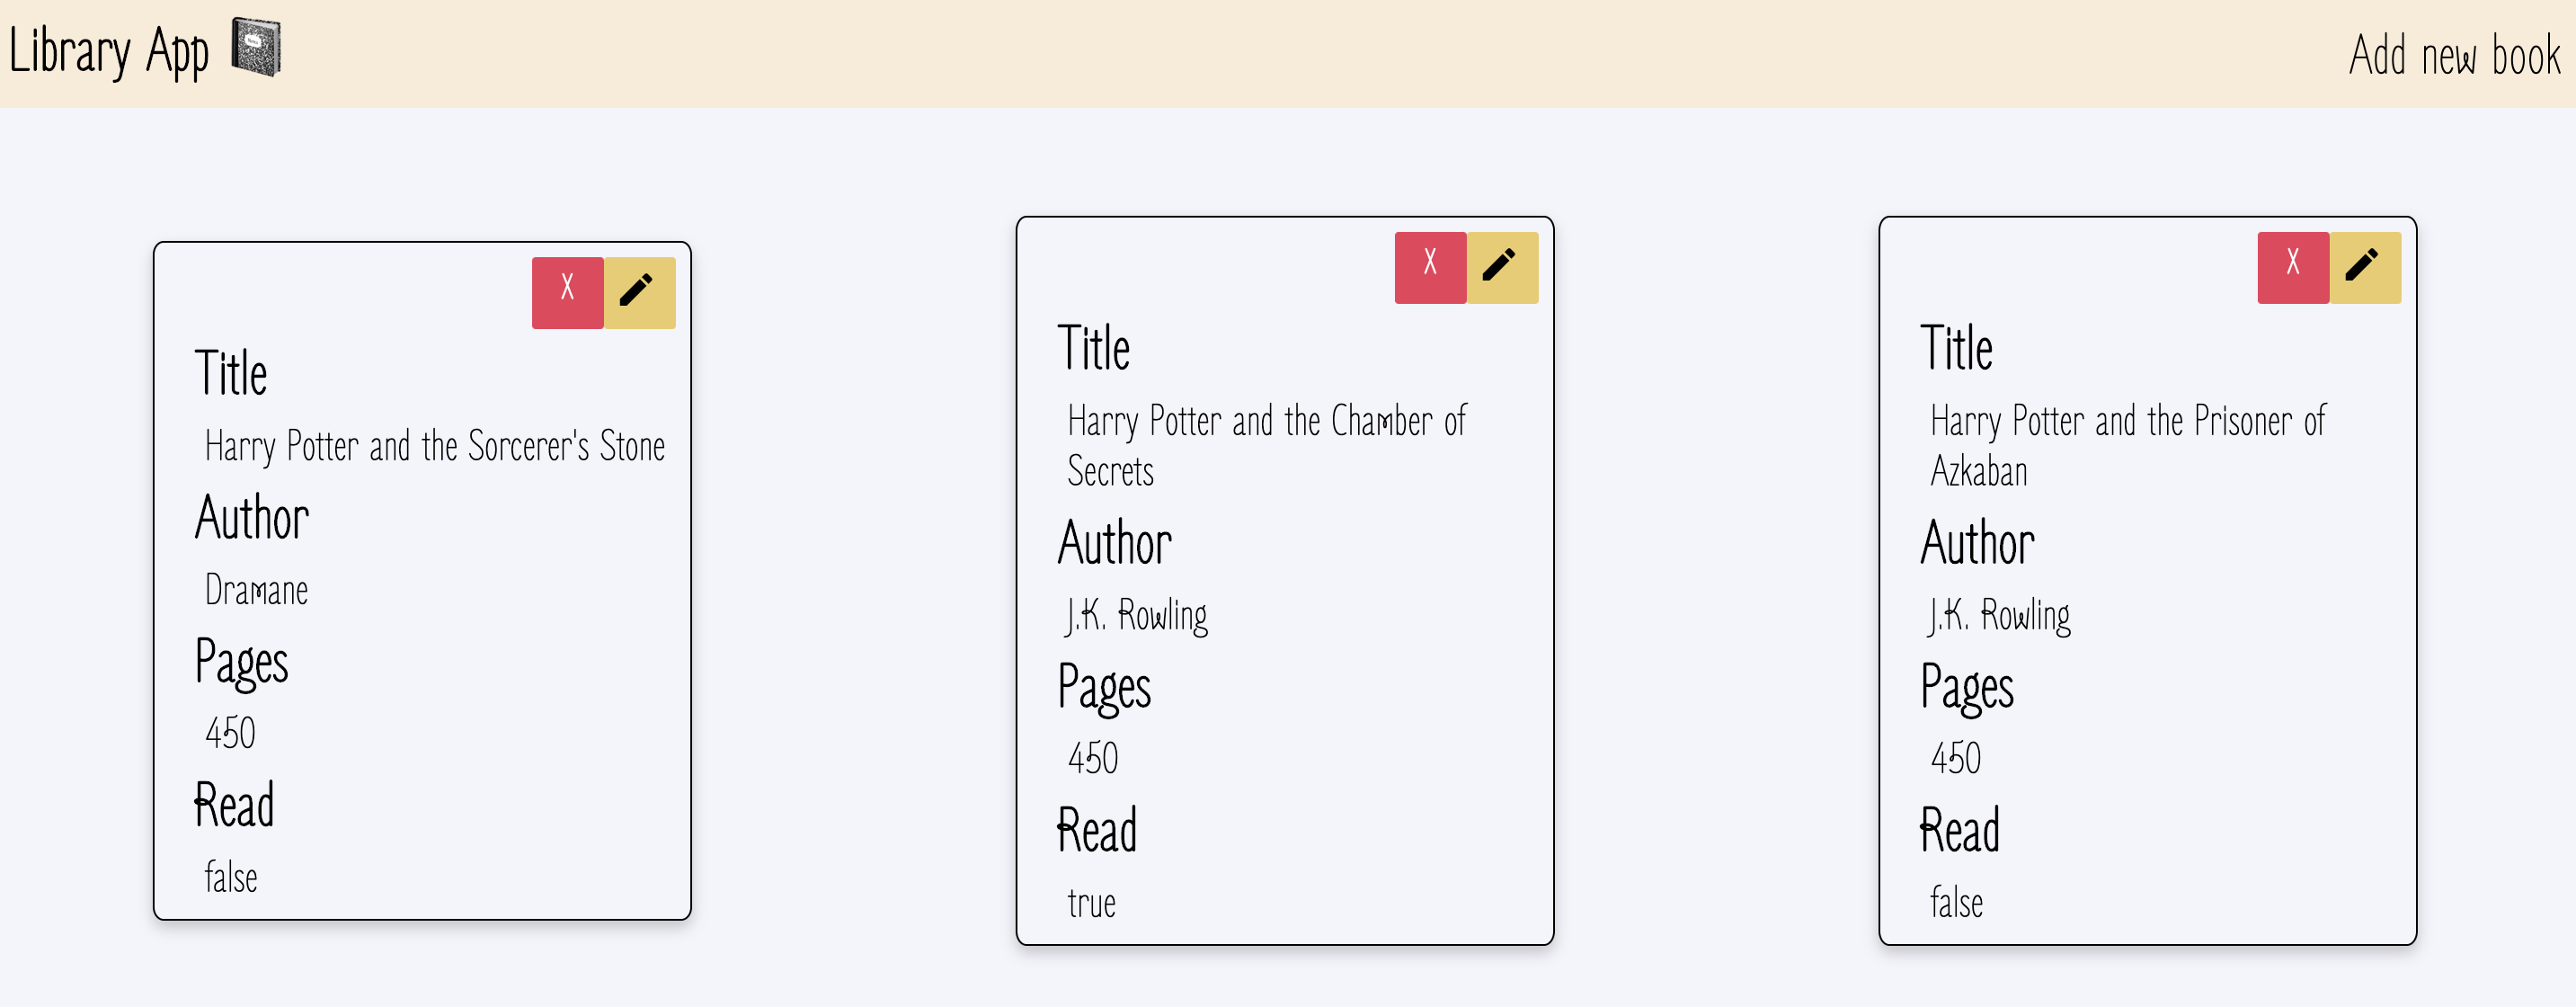 Library App
Add new book
X
Title
Harry Potter and the Sorcerer's Stone
Author
Dramane
Pages
450
Read
false
X
Title
Harry Potter and the Chamber of
Secrets
Author
J.K. Rowling
Pages
450
Read
true
X
Title
Harry Potter and the Prisoner of
Azkaban
Author
J.K. Rowling
Pages
450
Read
false